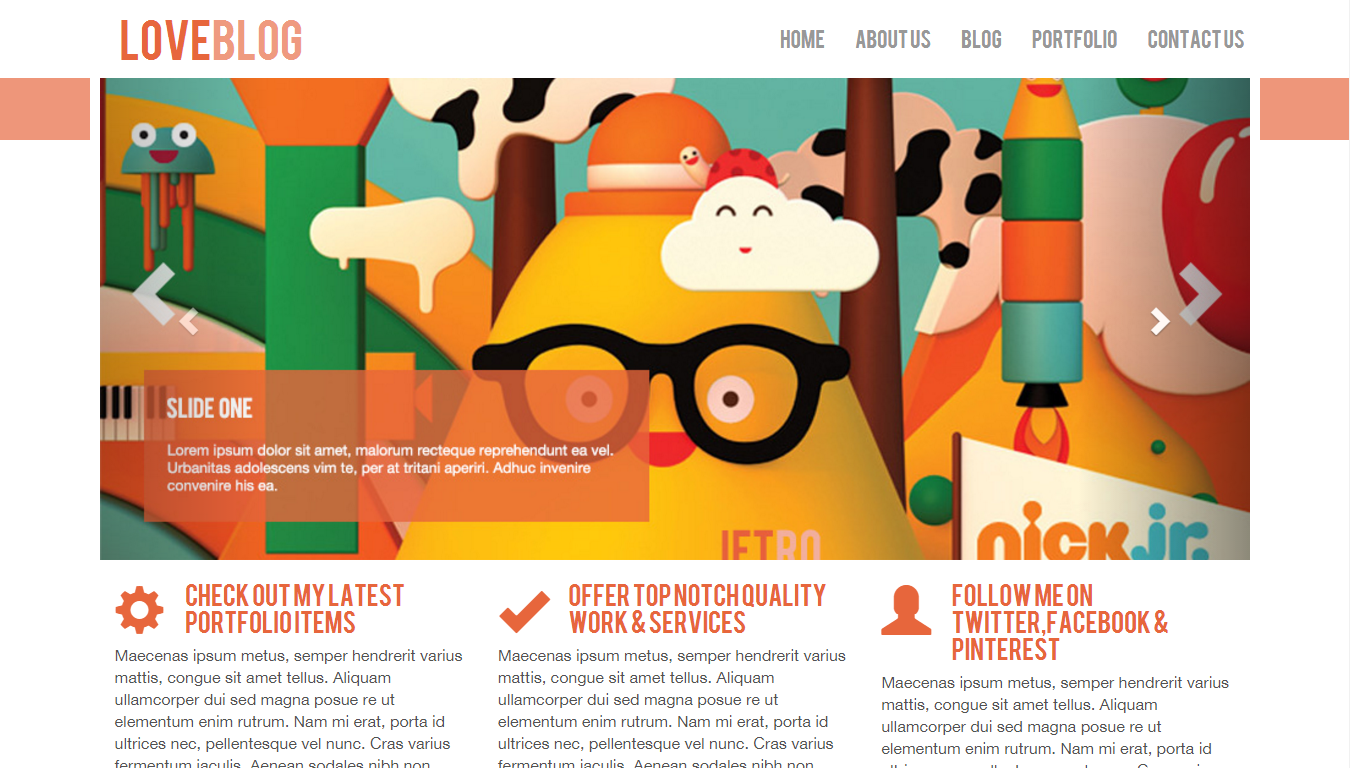 LOVEBLOG
HOME ABOUT US BLOG PORTFOLIO CONTACT US
SLIDE ONE
Lorem ipsum dolor sit amet, malorum recteque reprehendunt ea vel.
Urbanitas adolescens vim te, per at tritani aperiri. Adhuc invenire
convenire his ea.
JETRO
nick jr.
CHECK OUT MY LATEST
PORTFOLIO ITEMS
Maecenas ipsum metus, semper hendrerit varius
mattis, congue sit amet tellus. Aliquam
ullamcorper dui sed magna posue re ut
elementum enim rutrum. Nam mi erat, porta id
ultrices nec, pellentesque vel nunc. Cras varius
fermentum iaculis. Aenean sodales nibh non
OFFER TOP NOTCH QUALITY
WORK & SERVICES
Maecenas ipsum metus, semper hendrerit varius
mattis, congue sit amet tellus. Aliquam
ullamcorper dui sed magna posue re ut
elementum enim rutrum. Nam mi erat, porta id
ultrices nec, pellentesque vel nunc. Cras varius
fermentum iaculis. Aenean sodales nibh non
FOLLOW ME ON
TWITTER,FACEBOOK &
PINTEREST
Maecenas ipsum metus, semper hendrerit varius
mattis, congue sit amet tellus. Aliquam
ullamcorper dui sed magna posue re ut
elementum enim rutrum. Nam mi erat, porta id